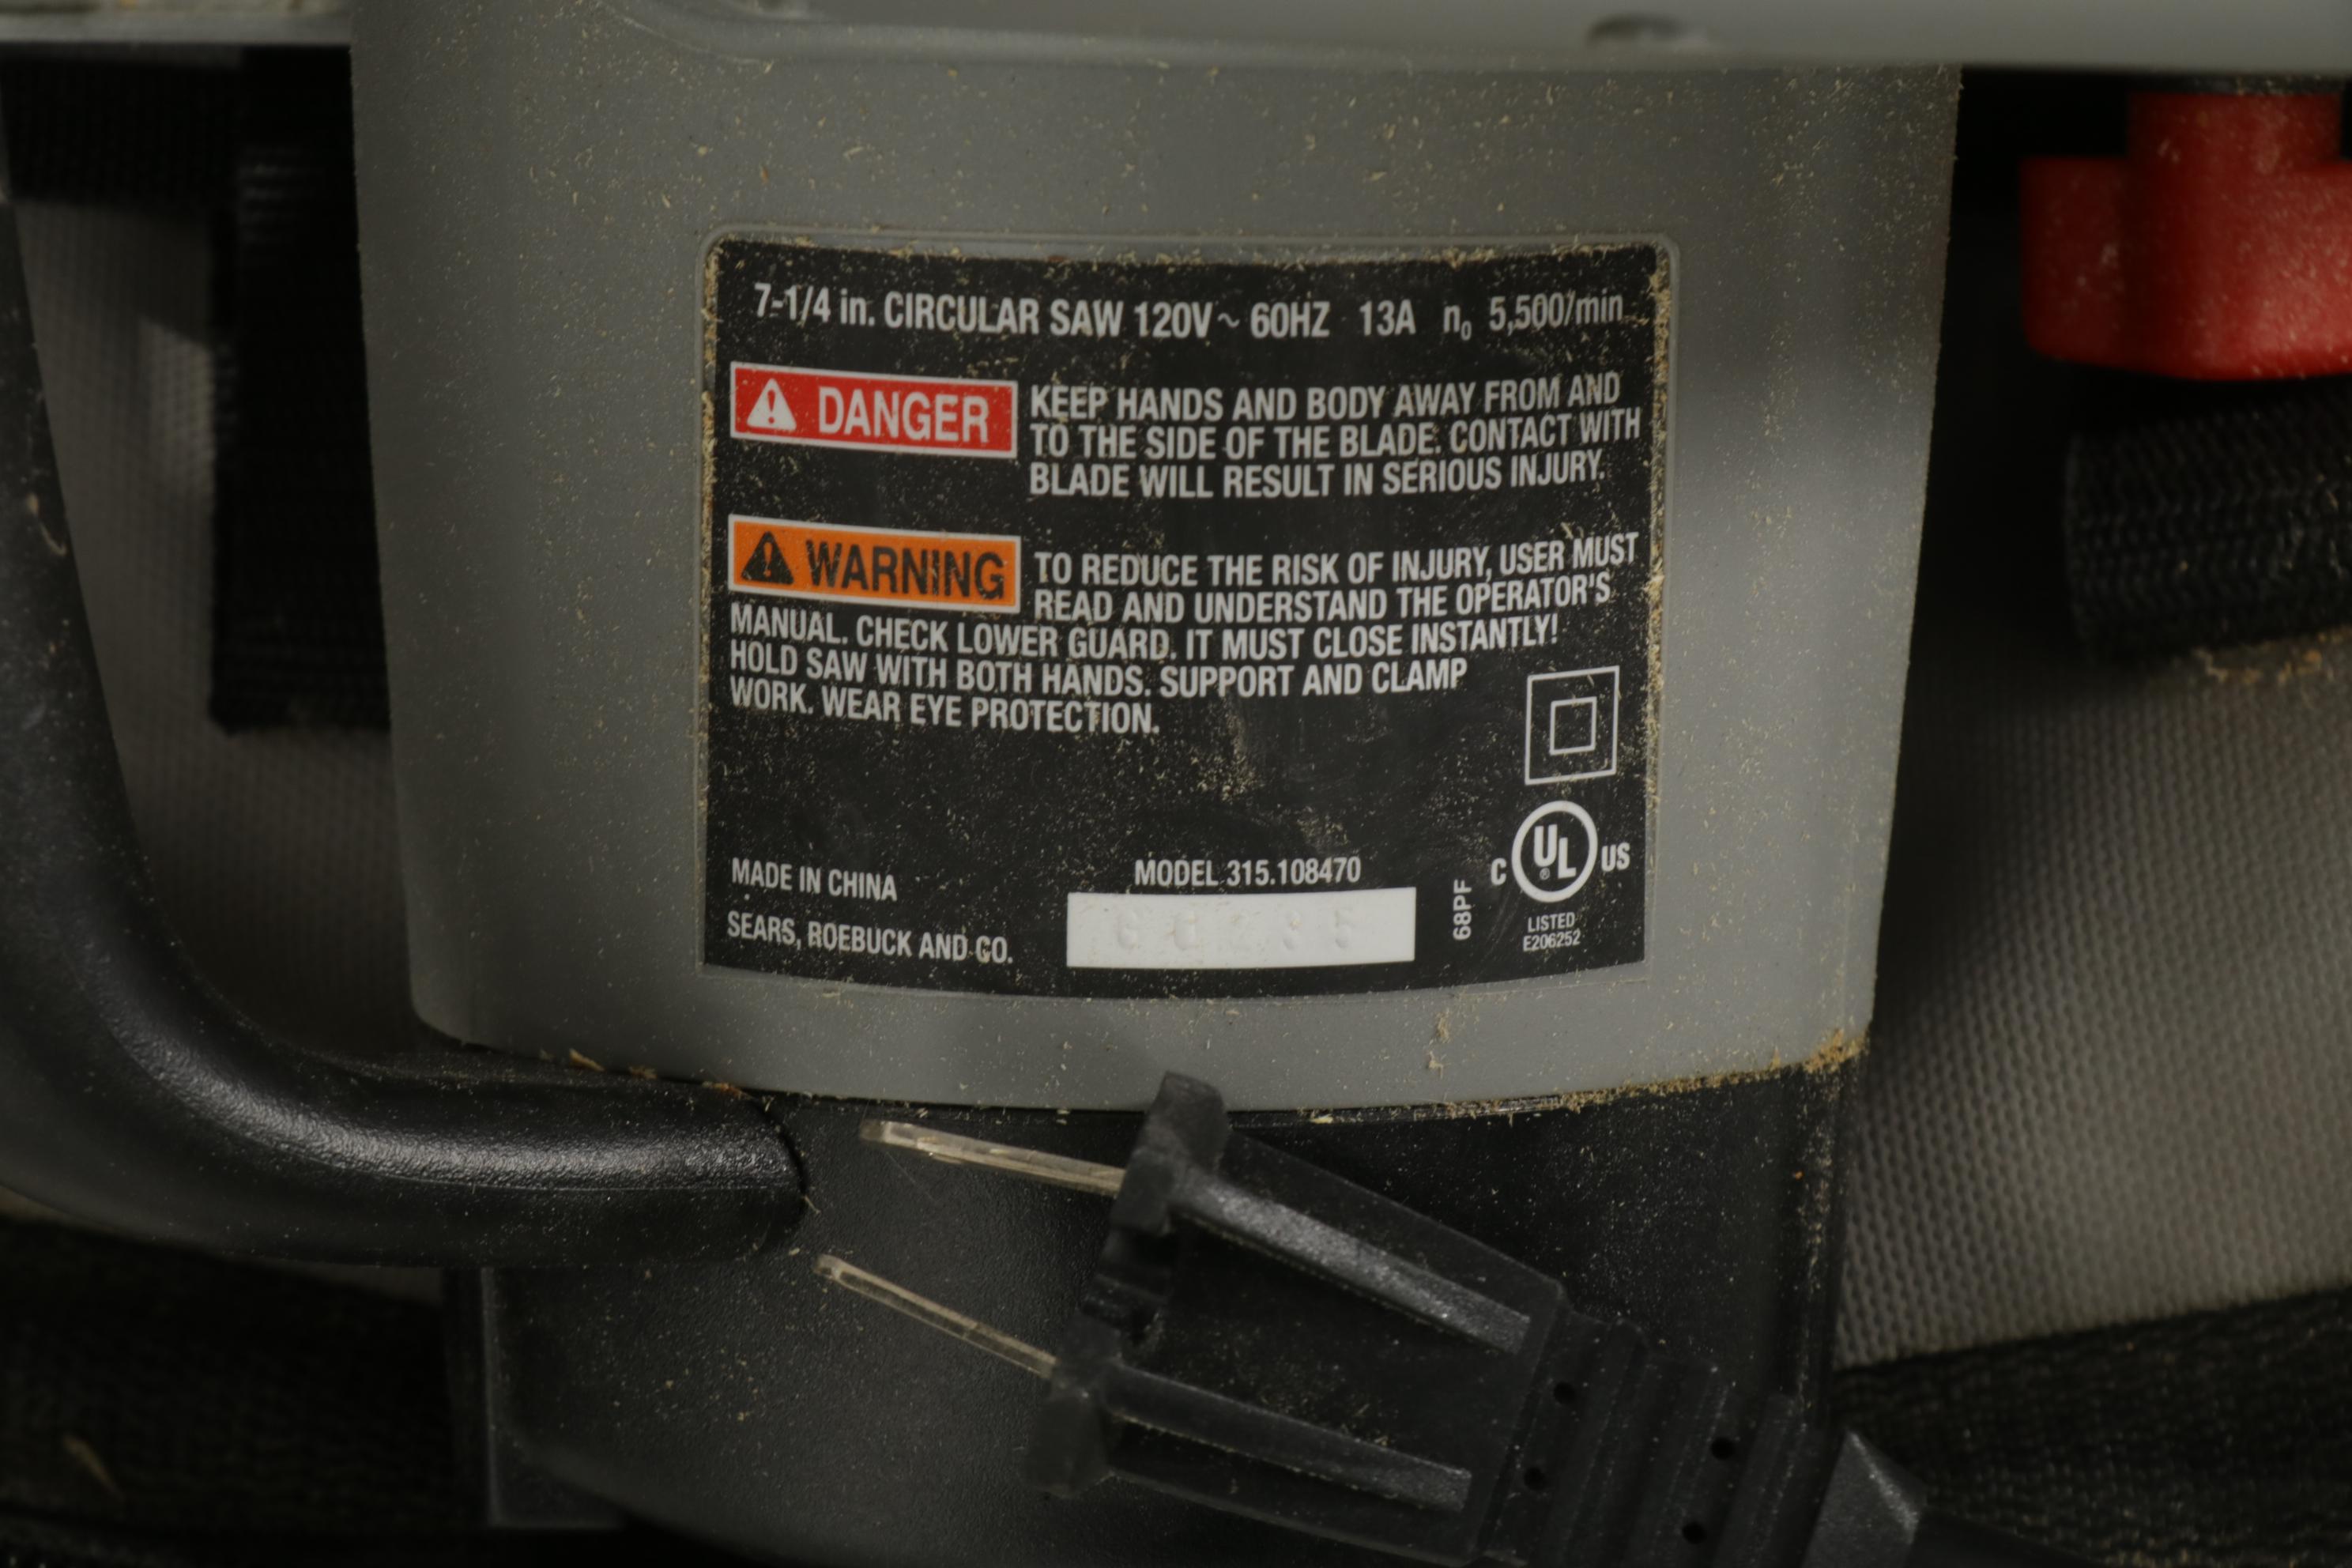 7-1/4 in. CIRCULAR SAW 120V ~ 60HZ 13A n₀ 5,500/min
DANGER KEEP HANDS AND BODY AWAY FROM AND
TO THE SIDE OF THE BLADE. CONTACT WITH
BLADE WILL RESULT IN SERIOUS INJURY.
WARNING TO REDUCE THE RISK OF INJURY, USER MUST
READ AND UNDERSTAND THE OPERATOR'S
MANUAL. CHECK LOWER GUARD. IT MUST CLOSE INSTANTLY!
HOLD SAW WITH BOTH HANDS. SUPPORT AND CLAMP
WORK. WEAR EYE PROTECTION.
MADE IN CHINA
SEARS, ROEBUCK AND CO.
MODEL 315.108470
68PF
C UL ® US
LISTED
E206252